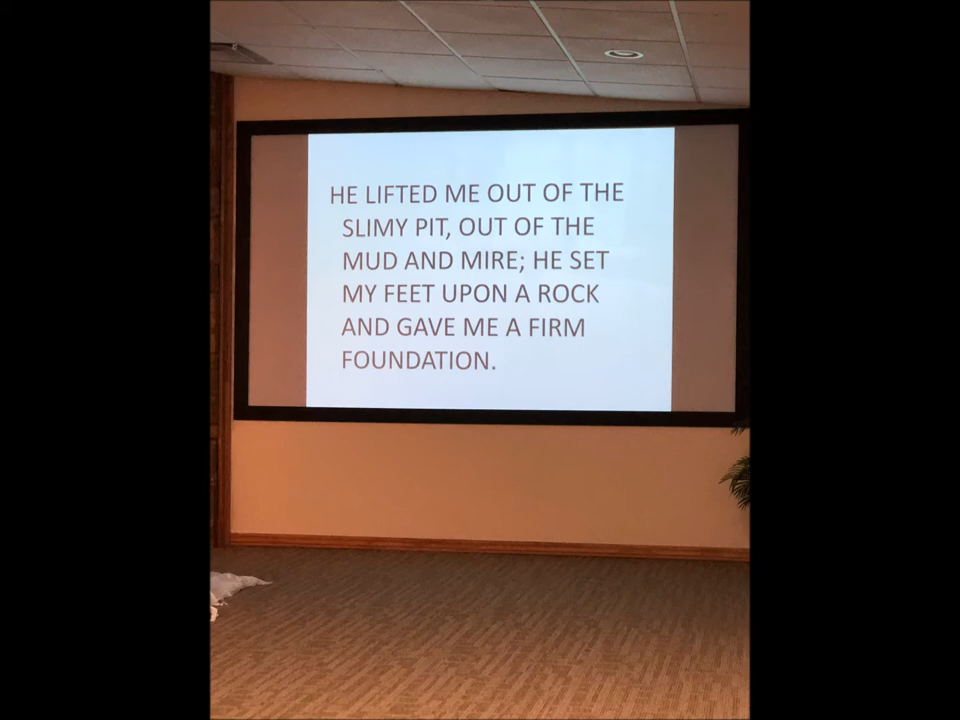 HE LIFTED ME OUT OF THE
SLIMY PIT, OUT OF THE
MUD AND MIRE; HE SET
MY FEET UPON A ROCK
AND GAVE ME A FIRM
FOUNDATION.